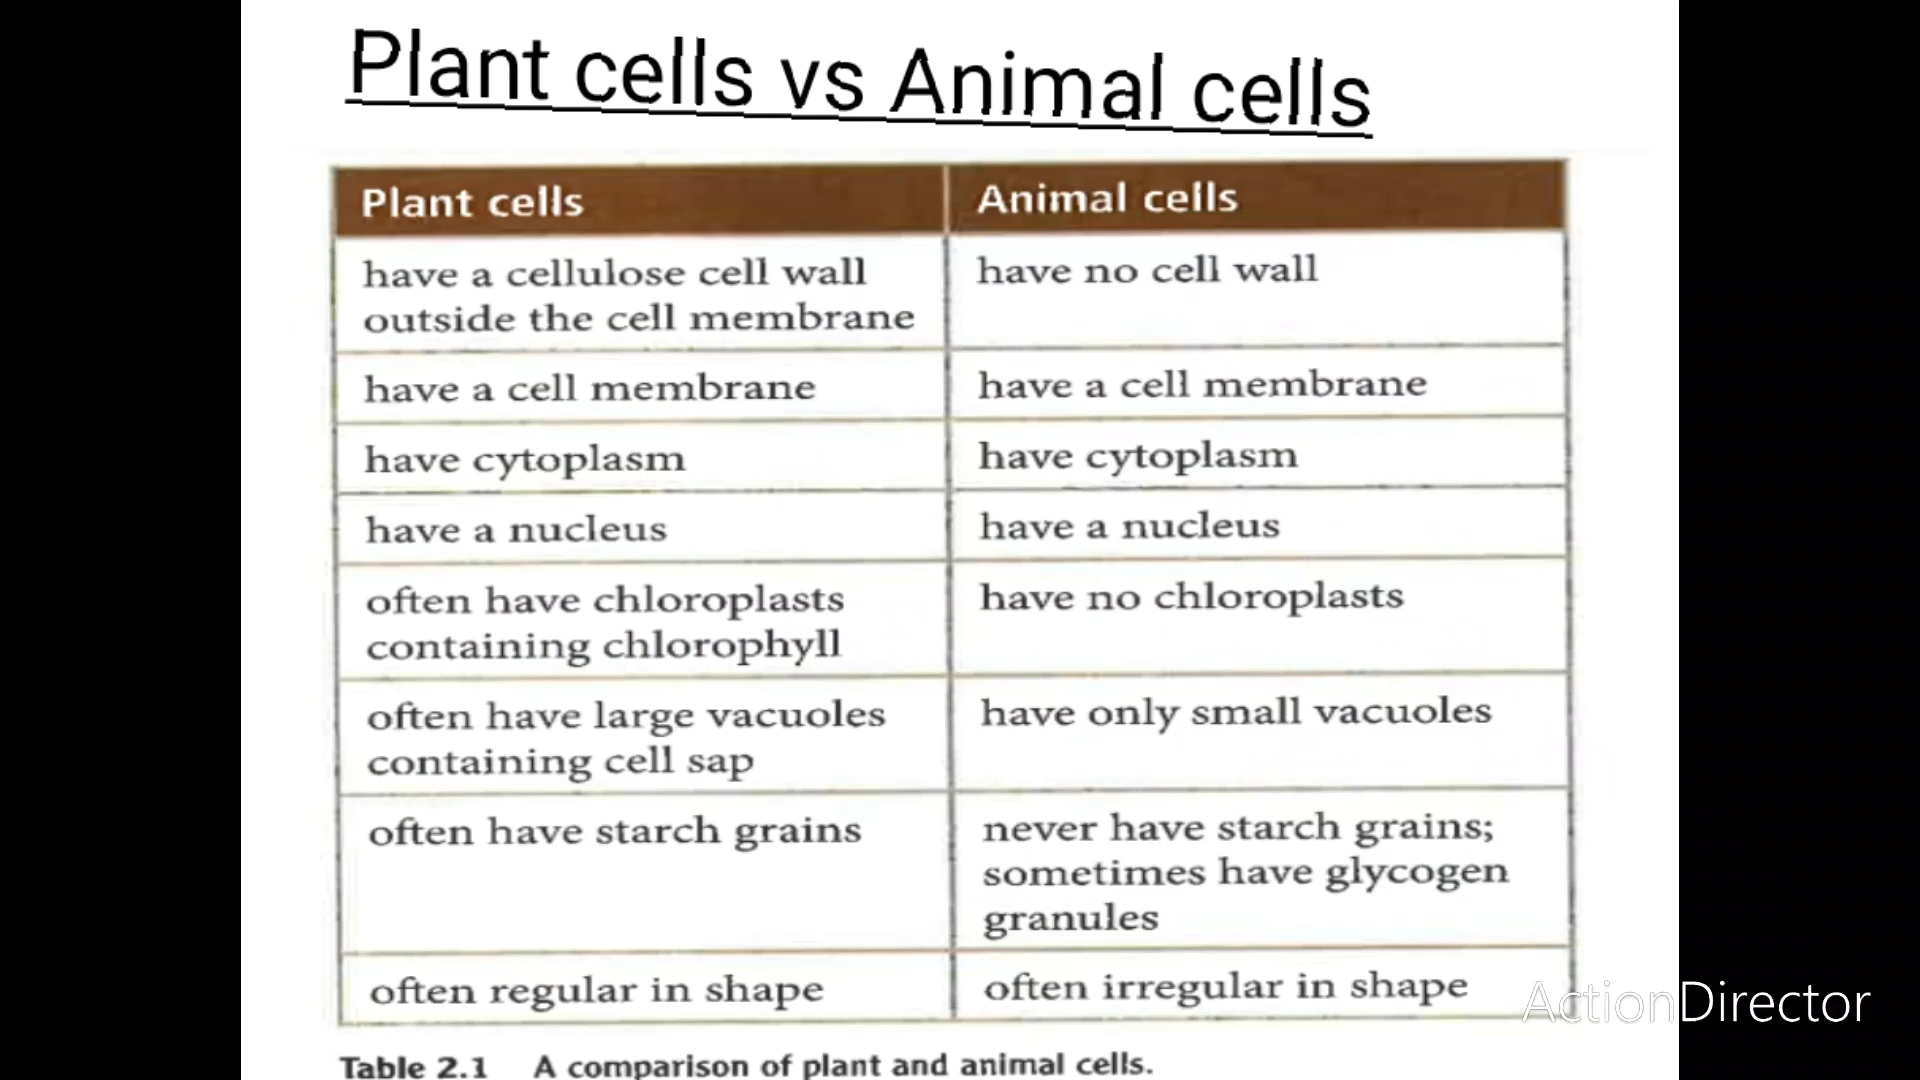 Plant cells vs Animal cells
Plant cells
Animal cells
have a cellulose cell wall
outside the cell membrane
have no cell wall
have a cell membrane
have a cell membrane
have cytoplasm
have cytoplasm
have a nucleus
have a nucleus
often have chloroplasts
containing chlorophyll
have no chloroplasts
often have large vacuoles
containing cell sap
have only small vacuoles
often have starch grains
never have starch grains;
sometimes have glycogen
granules
often regular in shape
often irregular in shape
Table 2.1 A comparison of plant and animal cells.
ActionDirector